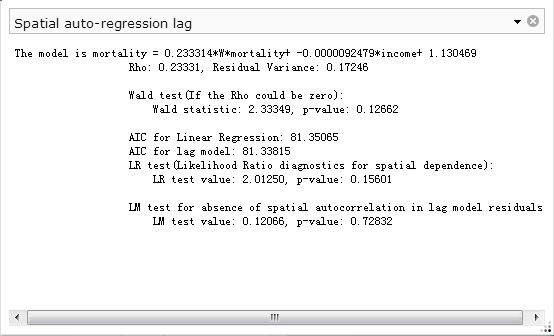 Spatial auto-regression lag
The model is mortality = 0.233314*W*mortality+ -0.0000092479*income+ 1.130469
Rho: 0.23331, Residual Variance: 0.17246
Wald test(If the Rho could be zero):
Wald statistic: 2.33349, p-value: 0.12662
AIC for Linear Regression: 81.35065
AIC for lag model: 81.33815
LR test(Likelihood Ratio diagnostics for spatial dependence):
LR test value: 2.01250, p-value: 0.15601
LM test for absence of spatial autocorrelation in lag model residuals
LM test value: 0.12066, p-value: 0.72832